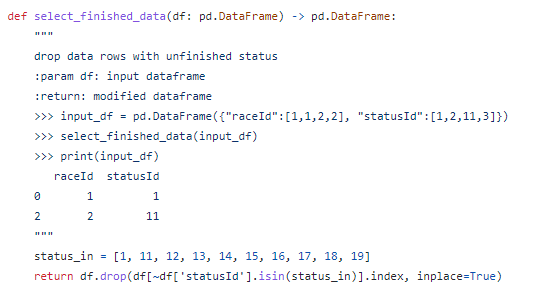 def select_finished_data(df: pd.DataFrame) -> pd.DataFrame:
    """
    drop data rows with unfinished status
    :param df: input dataframe
    :return: modified dataframe
    >>> input_df = pd.DataFrame({"raceId":[1,1,2,2], "statusId":[1,2,11,3]})
    >>> select_finished_data(input_df)
    >>> print(input_df)
       raceId  statusId
    0       1         1
    2       2        11
    """
    status_in = [1, 11, 12, 13, 14, 15, 16, 17, 18, 19]
    return df.drop(df[~df['statusId'].isin(status_in)].index, inplace=True)